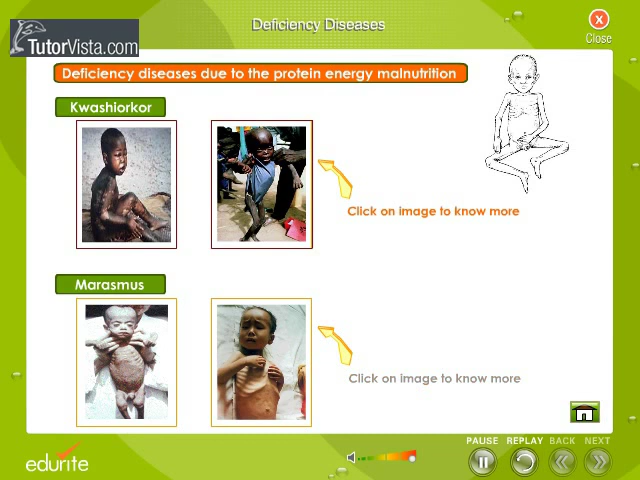 Deficiency Diseases
X
Close
TutorVista.com
Deficiency diseases due to the protein energy malnutrition
Kwashiorkor
Click on image to know more
Marasmus
Click on image to know more
PAUSE REPLAY BACK NEXT
edurite